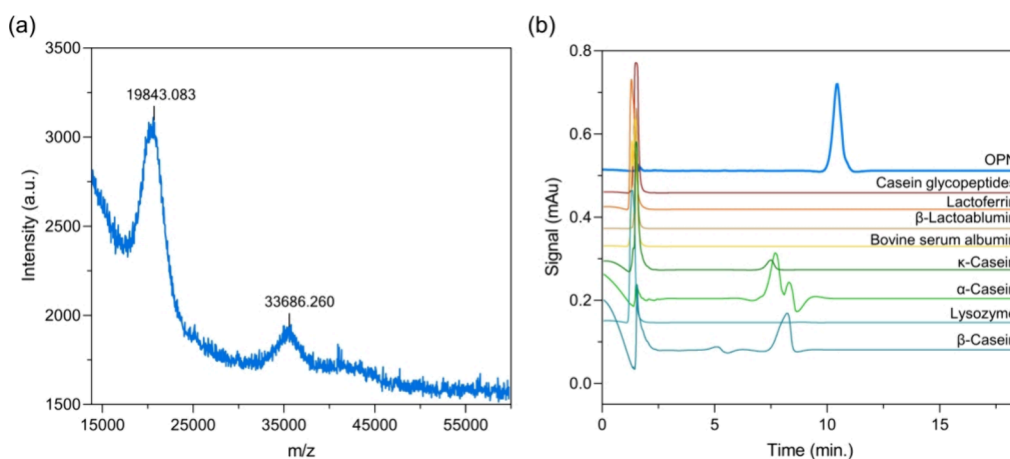 (a)
3500
3000
2500
2000
1500
Intensity (a.u.)
19843.083
33686.260
15000 25000 35000 45000 55000
m/z
(b)
0.8
0.6
0.4
0.2
0.0
Signal (mAu)
OPN
Casein glycopeptide
Lactoferrin
β-Lactoablumin
Bovine serum albumin
κ-Casein
α-Casein
Lysozyme
β-Casein
0 5 10 15
Time (min.)